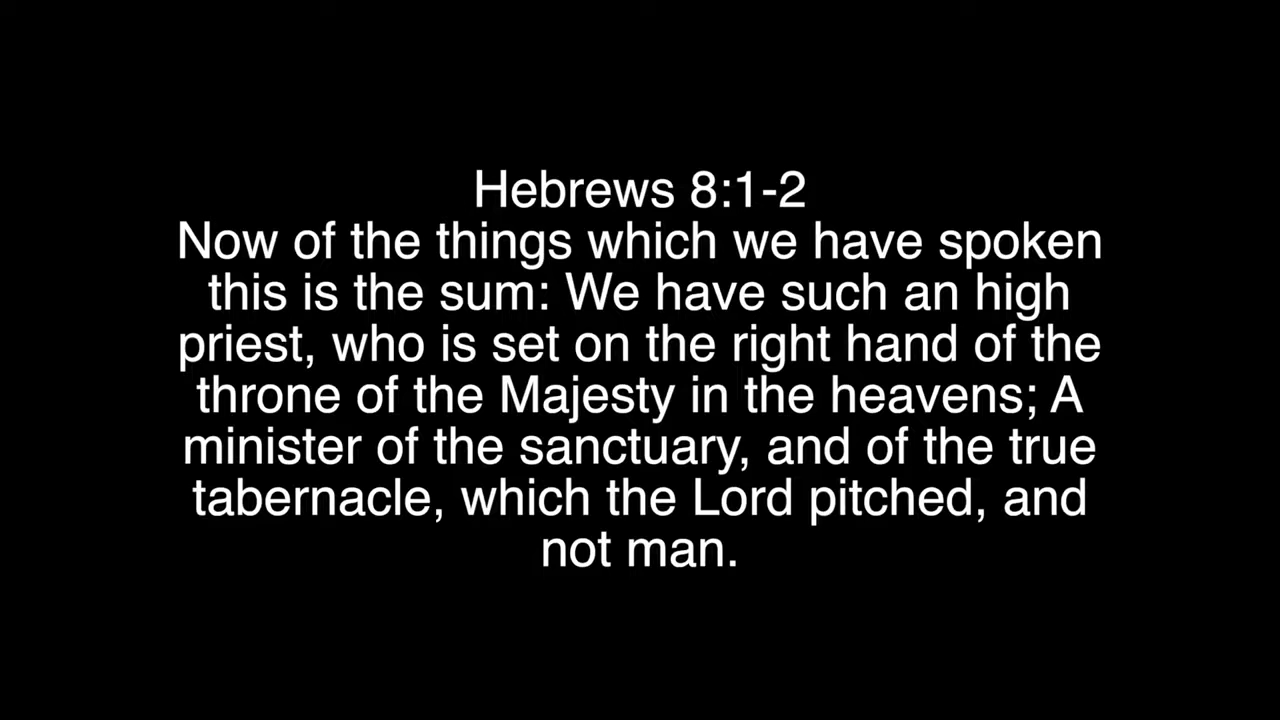 Hebrews 8:1-2
Now of the things which we have spoken
this is the sum: We have such an high
priest, who is set on the right hand of the
throne of the Majesty in the heavens; A
minister of the sanctuary, and of the true
tabernacle, which the Lord pitched, and
not man.